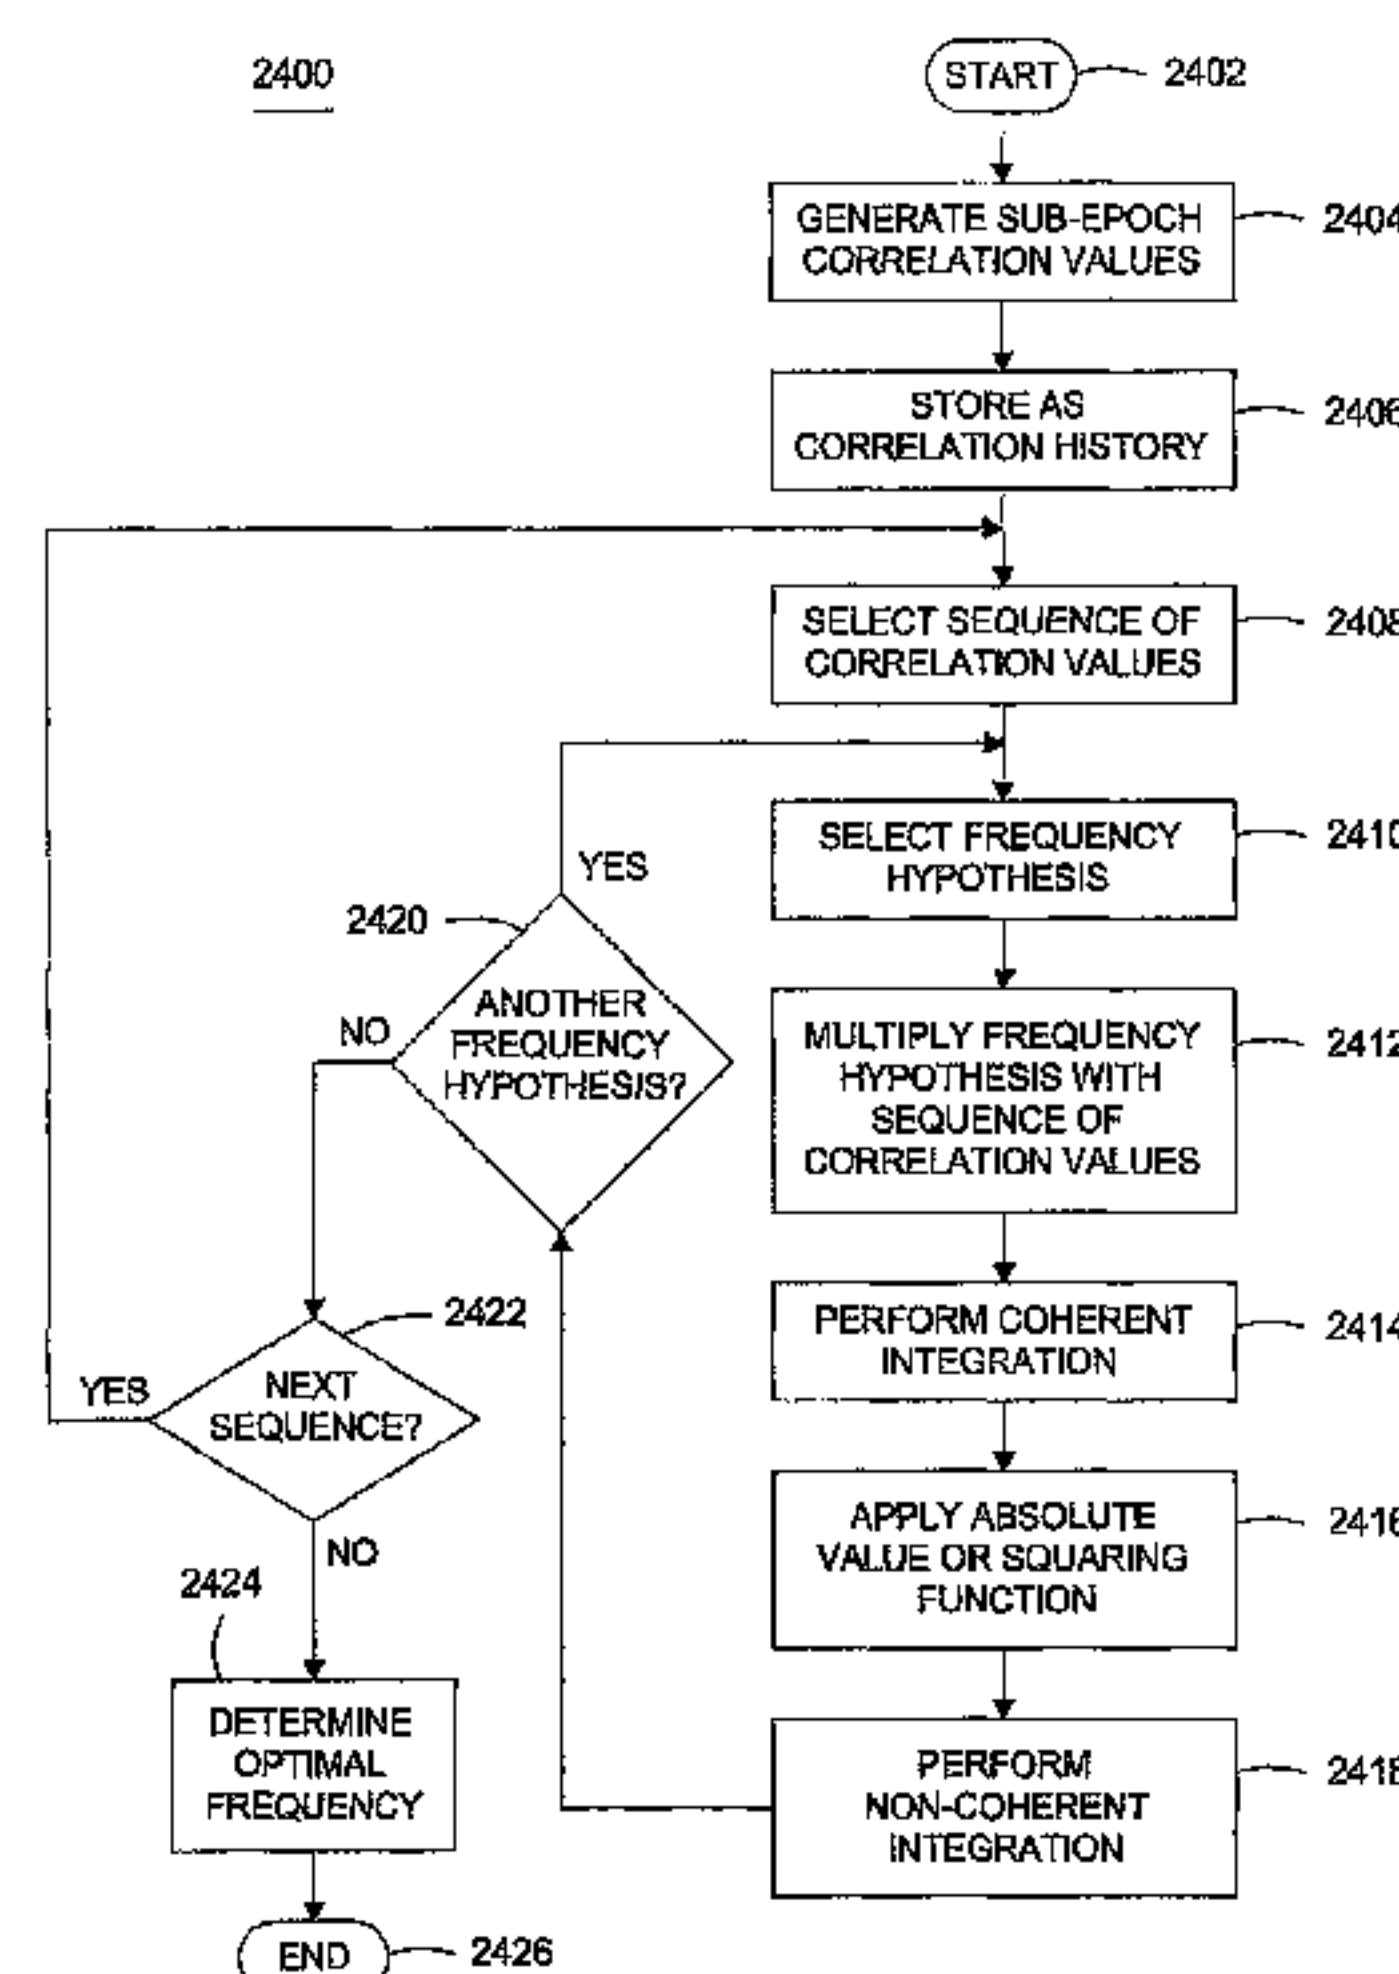 2400
START
2402
GENERATE SUB-EPOCH
CORRELATION VALUES
2404
STORE AS
CORRELATION HISTORY
2406
SELECT SEQUENCE OF
CORRELATION VALUES
2408
SELECT FREQUENCY
HYPOTHESIS
2410
MULTIPLY FREQUENCY
HYPOTHESIS WITH
SEQUENCE OF
CORRELATION VALUES
2412
PERFORM COHERENT
INTEGRATION
2414
APPLY ABSOLUTE
VALUE OR SQUARING
FUNCTION
2416
PERFORM
NON-COHERENT
INTEGRATION
2418
YES
2420
ANOTHER
FREQUENCY
HYPOTHESIS?
NO
2422
NEXT
SEQUENCE?
YES
NO
2424
DETERMINE
OPTIMAL
FREQUENCY
END
2426